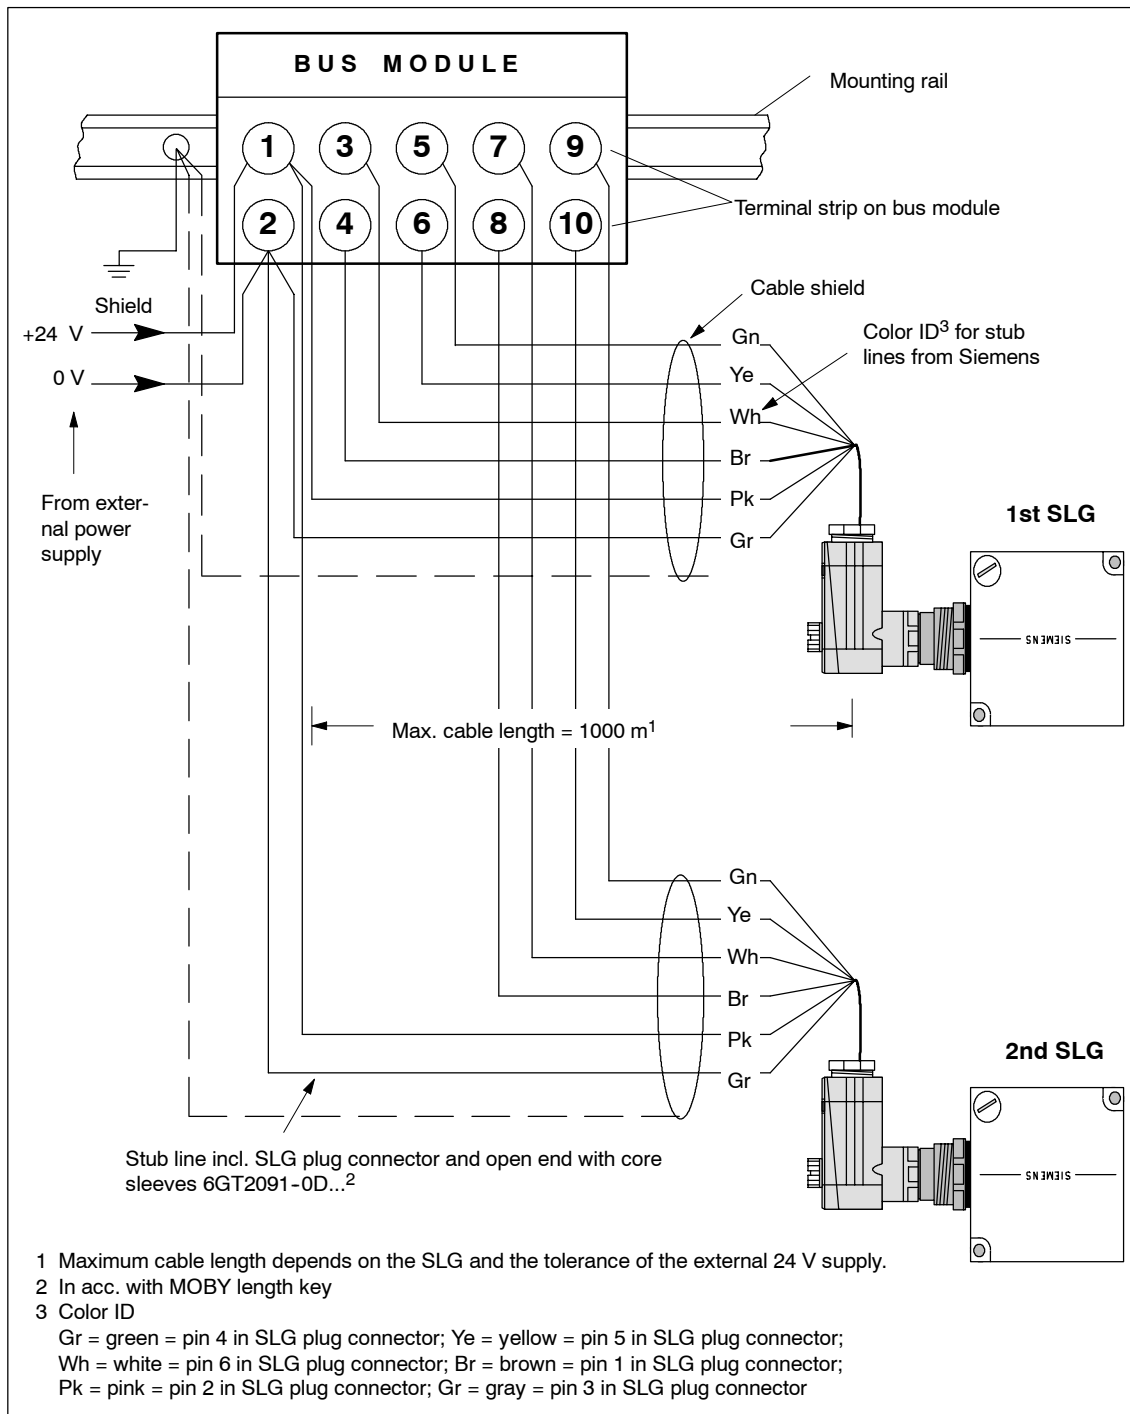 BUS MODULE
Mounting rail
1 3 5 7 9
2 4 6 8 10
Terminal strip on bus module
Shield
+24 V
0 V
From exter-
nal power
supply
Cable shield
Color ID3 for stub
lines from Siemens
Gn
Ye
Wh
Br
Pk
Gr
1st SLG
SIEMENS
Max. cable length = 1000 m1
Gn
Ye
Wh
Br
Pk
Gr
2nd SLG
SIEMENS
Stub line incl. SLG plug connector and open end with core
sleeves 6GT2091-0D...2
1 Maximum cable length depends on the SLG and the tolerance of the external 24 V supply.
2 In acc. with MOBY length key
3 Color ID
Gr = green = pin 4 in SLG plug connector; Ye = yellow = pin 5 in SLG plug connector;
Wh = white = pin 6 in SLG plug connector; Br = brown = pin 1 in SLG plug connector;
Pk = pink = pin 2 in SLG plug connector; Gr = gray = pin 3 in SLG plug connector